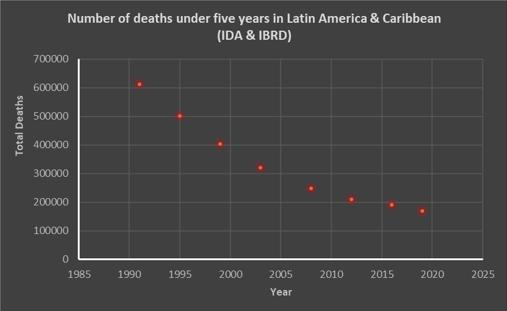 Number of deaths under five years in Latin America & Caribbean
(IDA & IBRD)
700000
600000
500000
400000
300000
200000
100000
0
Total Deaths
1985 1990 1995 2000 2005 2010 2015 2020 2025
Year